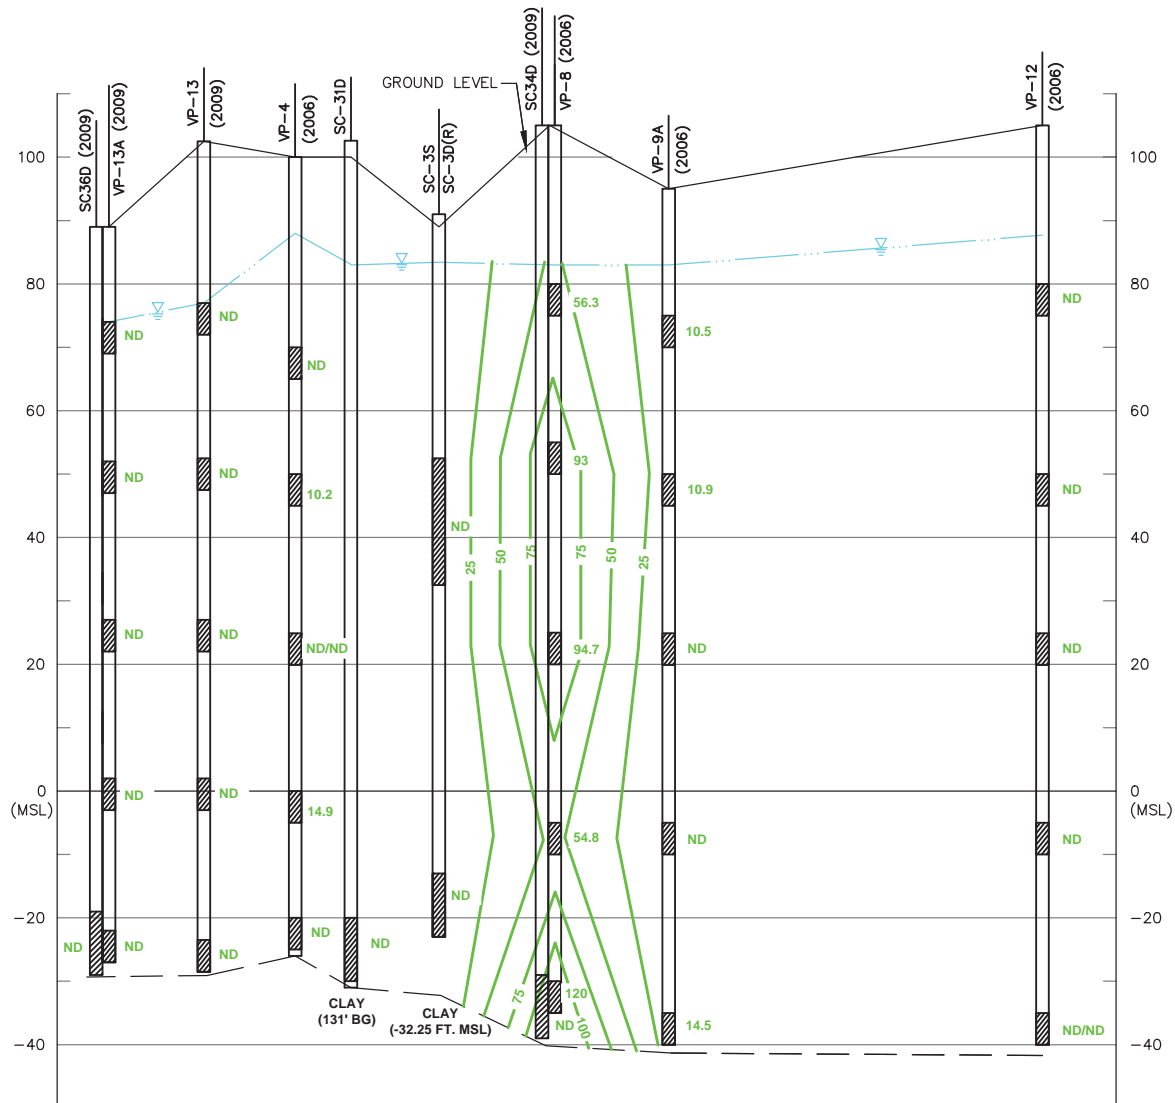 SC36D (2009)
VP-13A (2009)
VP-13
(2009)
VP-4
(2006)
SC-31D
SC-3S
SC-3D(R)
GROUND LEVEL
SC34D (2009)
VP-8 (2006)
VP-9A
(2006)
VP-12
(2006)
100
80
60
40
20
0
(MSL)
-20
-40
100
80
60
40
20
0
(MSL)
-20
-40
ND
ND
ND
ND
ND
ND
ND
ND
ND
ND
ND
ND
10.2
ND/ND
14.9
ND
ND
ND
ND
25
50
75
75
50
25
56.3
93
94.7
54.8
120
ND
75
100
10.5
10.9
ND
ND
14.5
ND
ND
ND
ND
ND/ND
CLAY
(131' BG)
CLAY
(-32.25 FT. MSL)